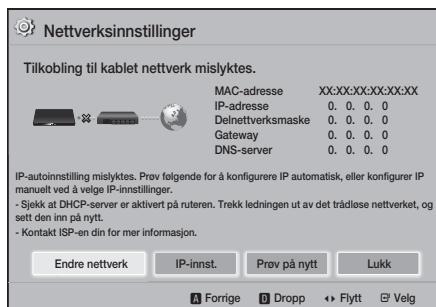 Nettverksinnstillinger
Tilkobling til kablet nettverk mislyktes.
MAC-adresse XX:XX:XX:XX:XX:XX
IP-adresse 0. 0. 0. 0
Delnettverksmaske 0. 0. 0. 0
Gateway 0. 0. 0. 0
DNS-server 0. 0. 0. 0
IP-autoinnstilling mislyktes. Prøv følgende for å konfigurere IP automatisk, eller konfigurer IP
manuelt ved å velge IP-innstillinger.
- Sjekk at DHCP-server er aktivert på ruteren. Trekk ledningen ut av det trådløse nettverket, og
sett den inn på nytt.
- Kontakt ISP-en din for mer informasjon.
Endre nettverk IP-innst. Prøv på nytt Lukk
A Forrige D Dropp Flytt Velg